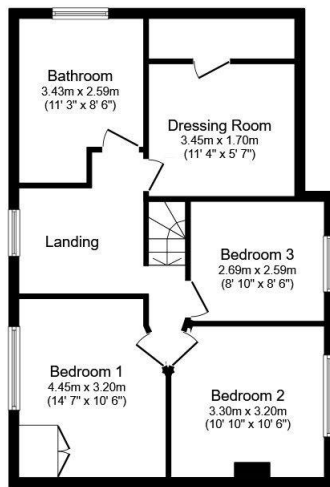 Bathroom
3.43m x 2.59m
(11' 3" x 8' 6")
Dressing Room
3.45m x 1.70m
(11' 4" x 5' 7")
Landing
Bedroom 3
2.69m x 2.59m
(8' 10" x 8' 6")
Bedroom 1
4.45m x 3.20m
(14' 7" x 10' 6")
Bedroom 2
3.30m x 3.20m
(10' 10" x 10' 6")